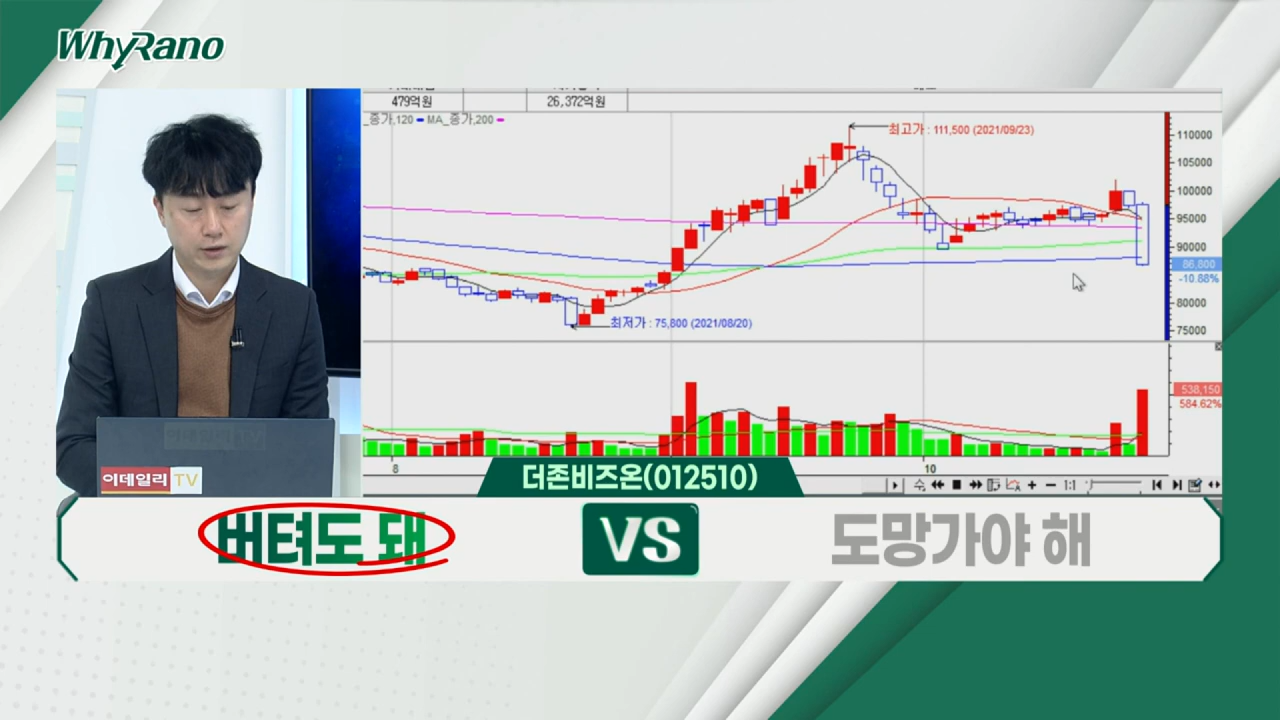 WhyRano
479억원
26,372억원
_종가,120 MA_종가,200
최고가 : 111,500 (2021/09/23)
110000
105000
100000
95000
90000
86,800
-10.88%
80000
75000
최저가 : 75,800 (2021/08/20)
538,150
584.62%
8
10
1:1
이데일리 TV
더존비즈온(012510)
버텨도 돼
VS
도망가야 해